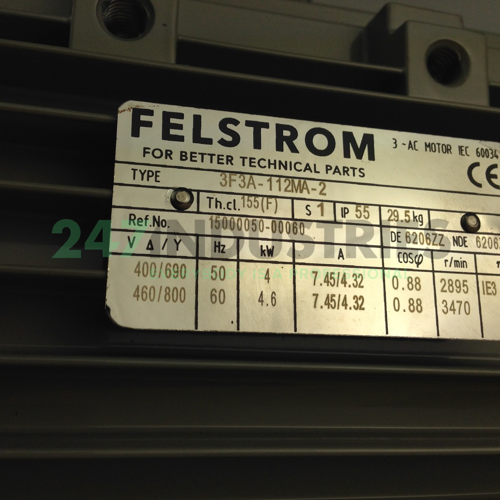 FELSTROM
3 - AC MOTOR IEC 6003
FOR BETTER TECHNICAL PARTS
CE
TYPE 3F3A-112MA-2
Th.cl. 155(F) S 1 IP 55 29.5 kg
Ref.No. 15000050-00060 DE 6206ZZ NDE 6206
V Δ / Y Hz kW A cosφ r/min
400/690 50 4 7.45/4.32 0.88 2895 IE3
460/800 60 4.6 7.45/4.32 0.88 3470
247INDUSTRIES